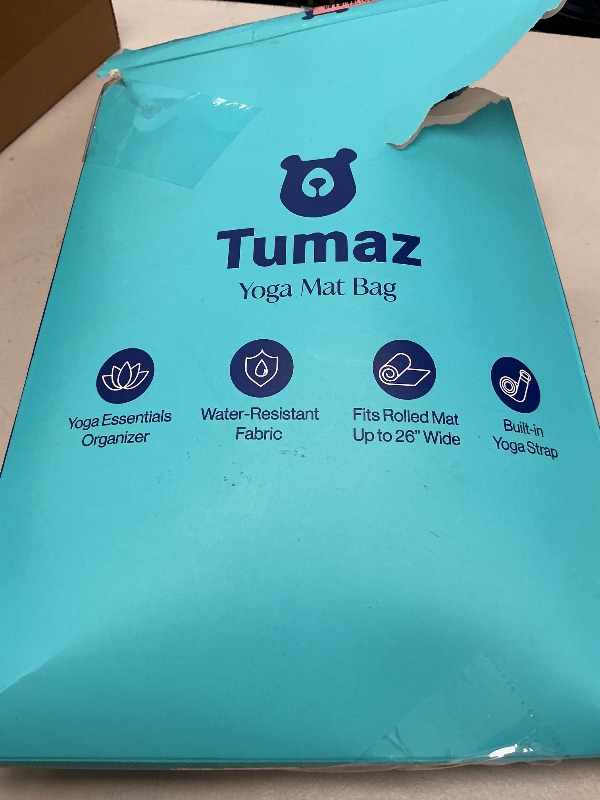 Tumaz
Yoga Mat Bag
Yoga Essentials
Organizer
Water-Resistant
Fabric
Fits Rolled Mat
Up to 26" Wide
Built-in
Yoga Strap